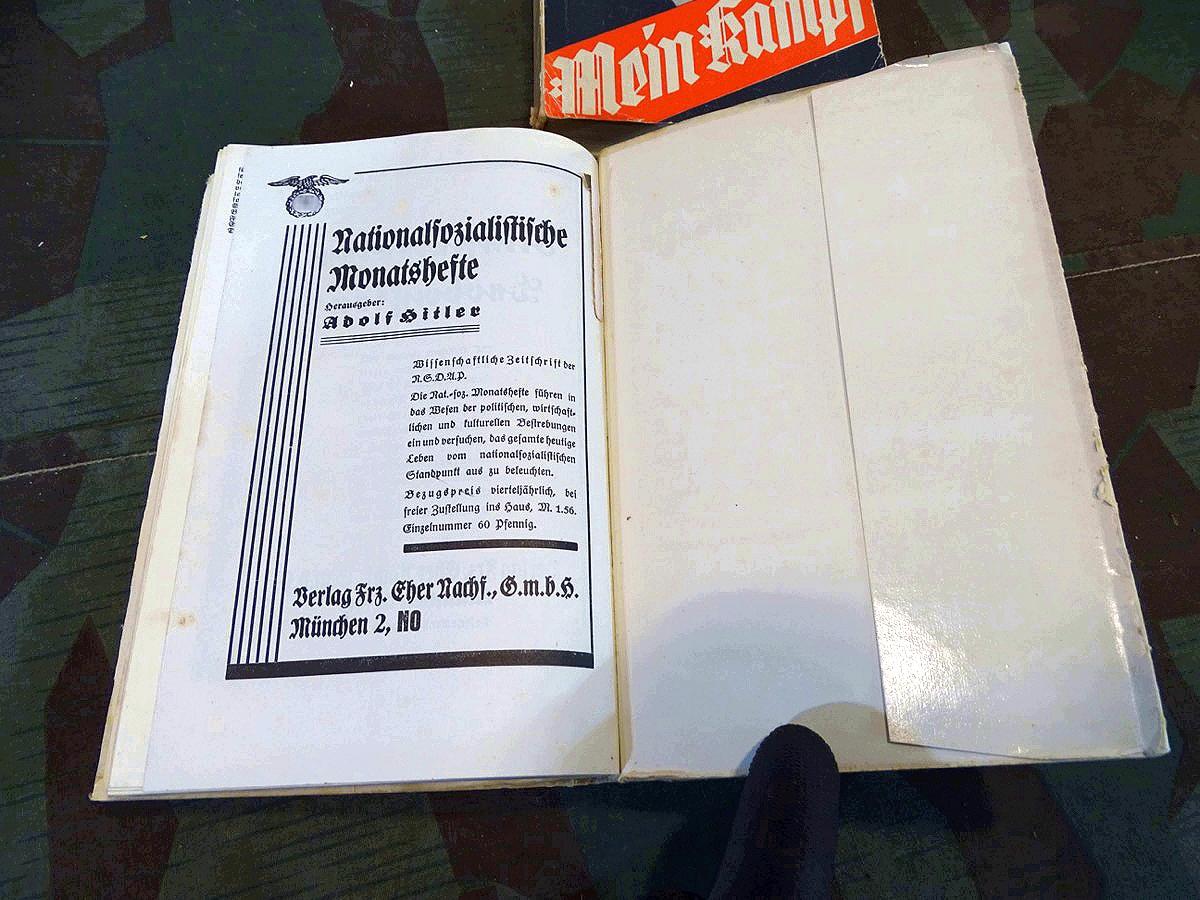 Mein Kampf
Nationalsozialistische
Monatshefte
Herausgeber:
Adolf Hitler
Wissenschaftliche Zeitschrift der
N.S.D.A.P.
Die Nat.-soz. Monatshefte führen in
das Wesen der politischen, wirtschaft-
lichen und kulturellen Bestrebungen
ein und versuchen, das gesamte heutige
Leben vom nationalsozialistischen
Standpunkt aus zu beleuchten.
Bezugspreis vierteljährlich, bei
freier Zustellung ins Haus, M. 1.56.
Einzelnummer 60 Pfennig.
Verlag Frz. Eher Nachf., G.m.b.H.
München 2, NO